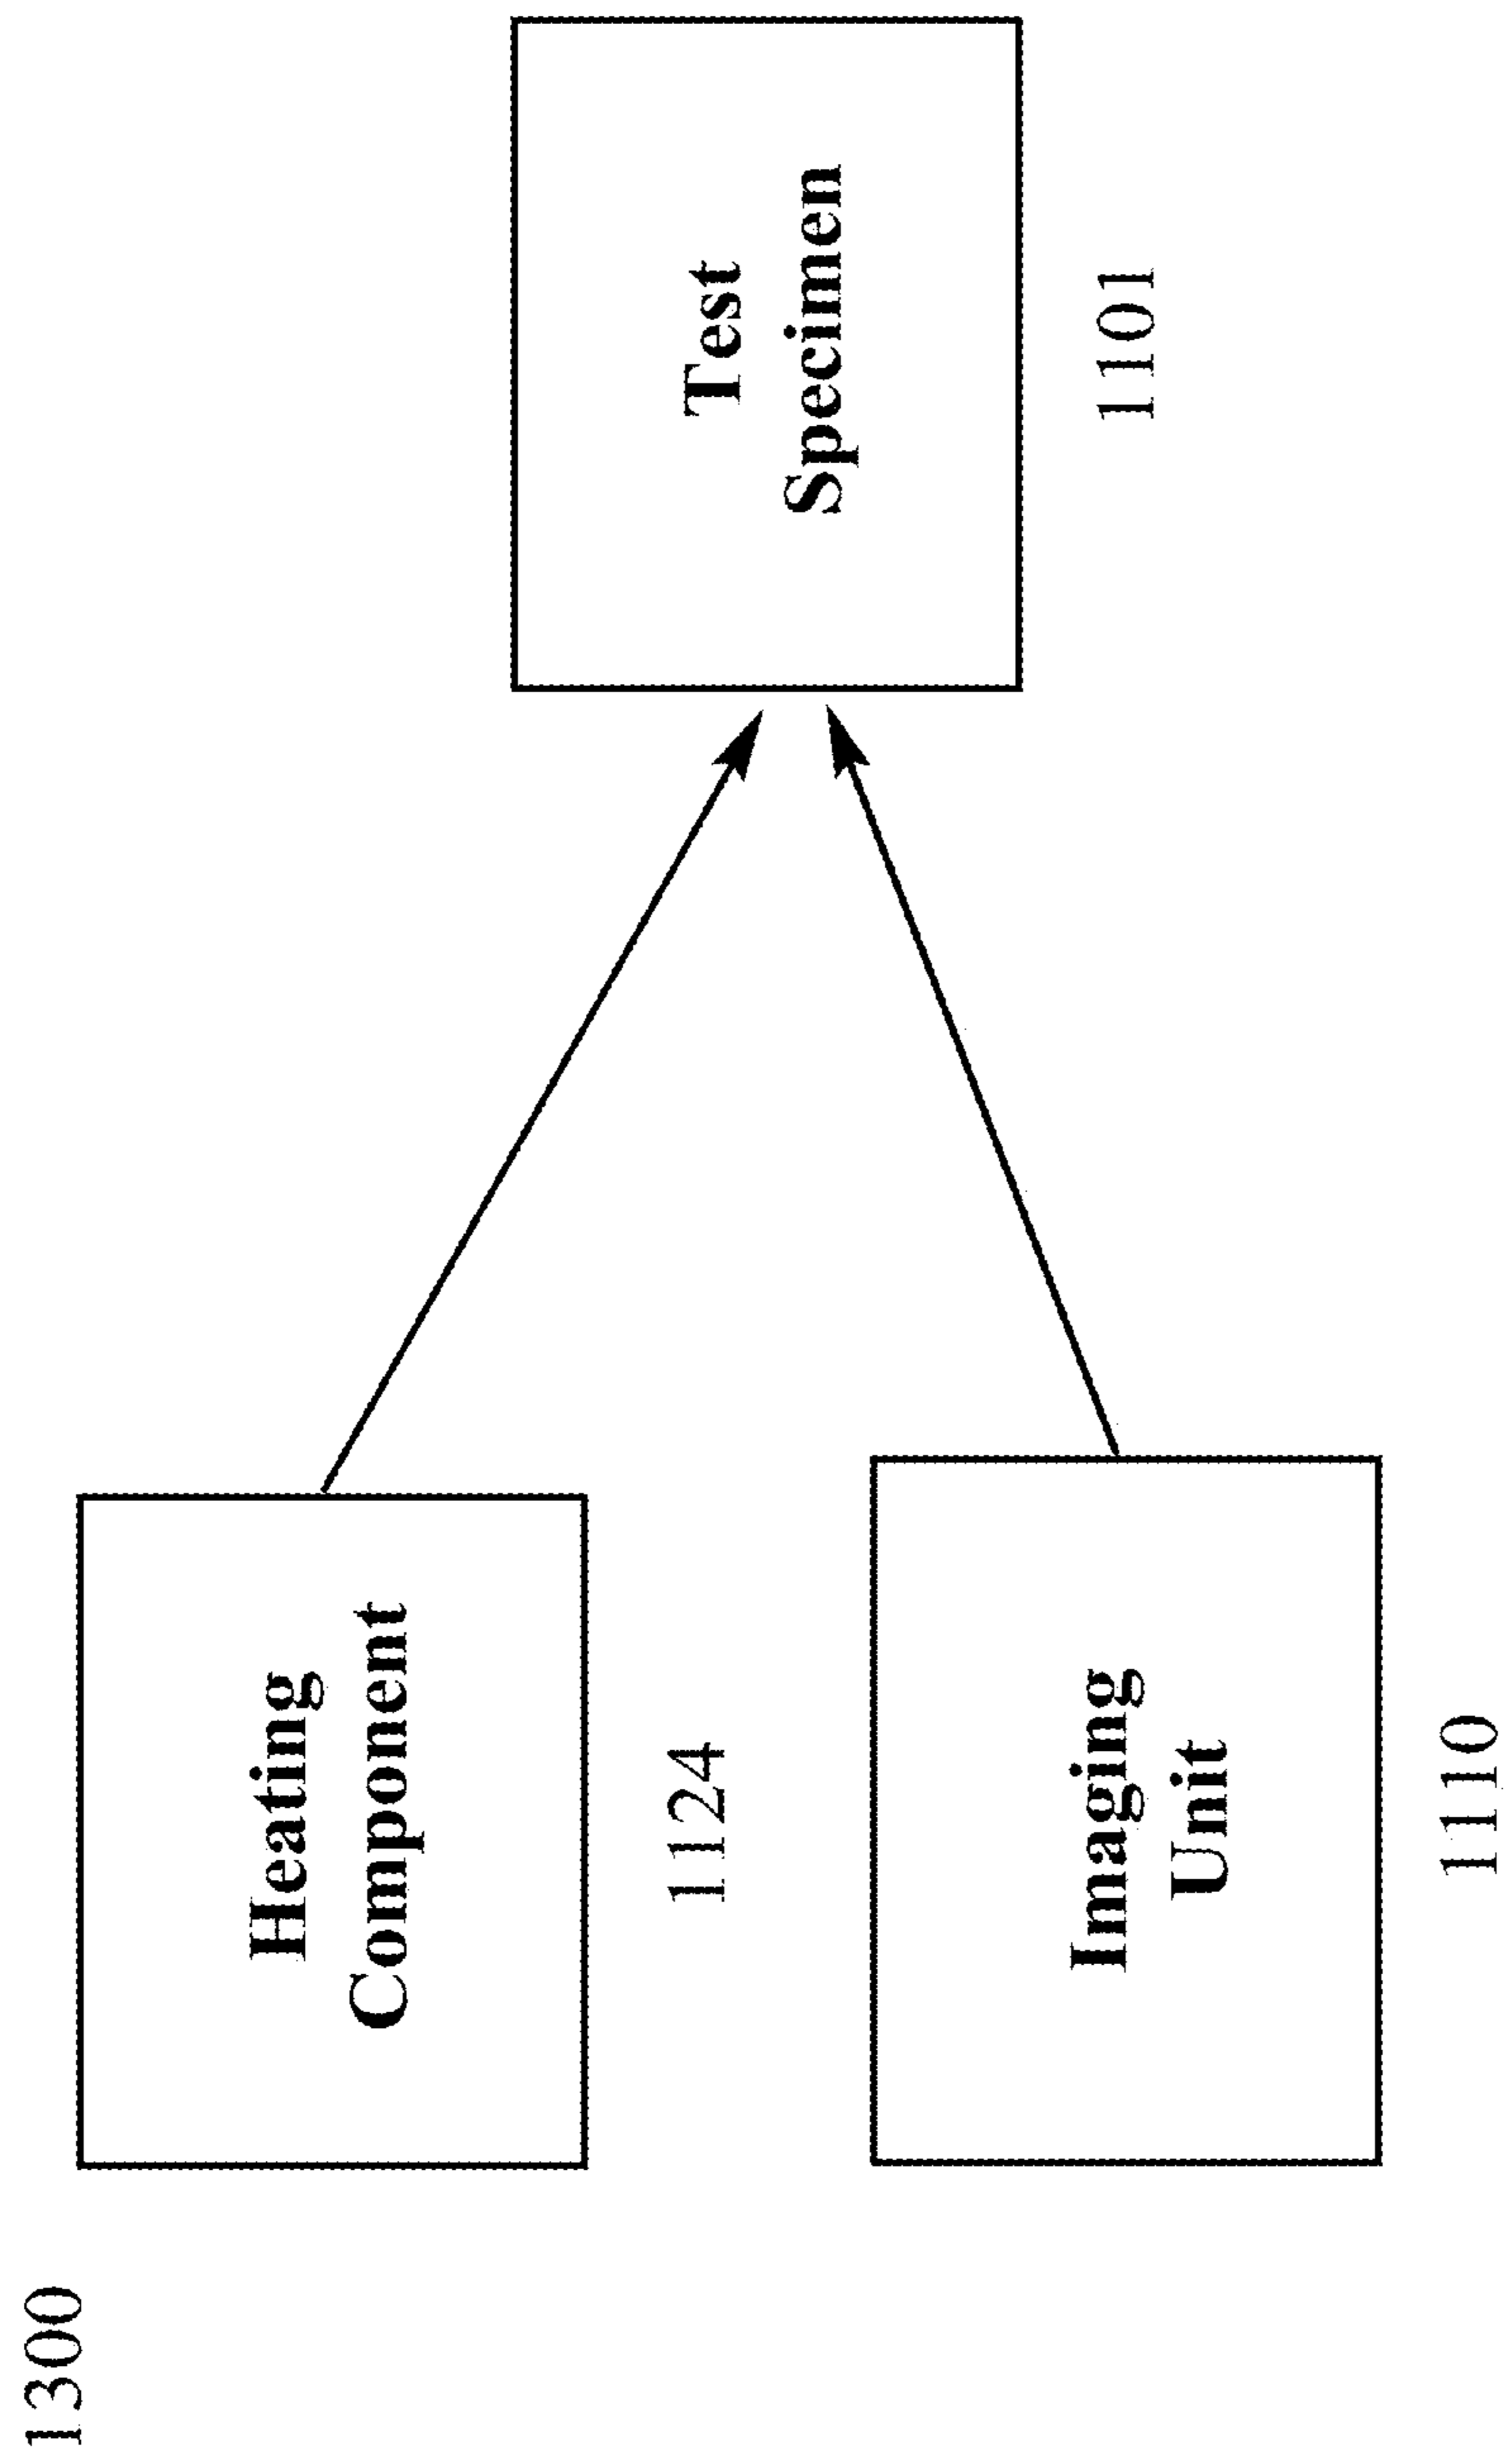 1300
Heating
Component
1124
Test
Specimen
1101
Imaging
Unit
1110